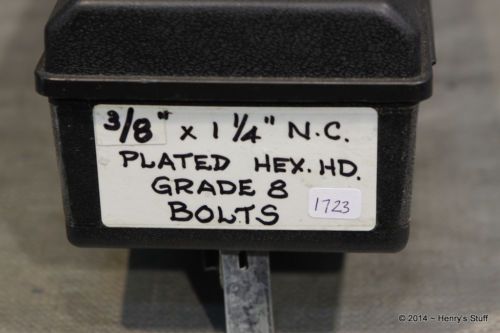 3/8" x 1 1/4" N.C.
PLATED HEX. HD.
GRADE 8
BOLTS
1723
© 2014 ~ Henry's Stuff